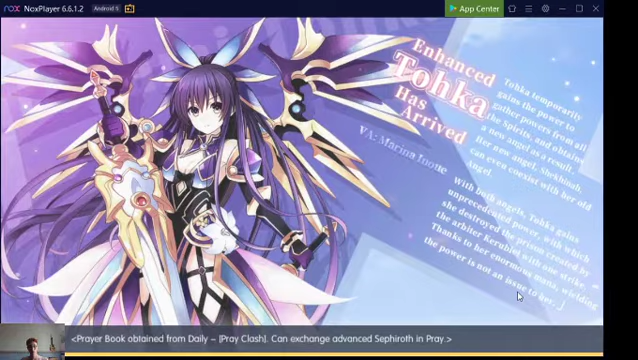 nox NoxPlayer 6.6.1.2 Android 5
App Center
Enhanced
Tohka
Has
Arrived
VA: Marina Inoue
Tohka temporarily
gains the power to
gather powers from all
the Spirits, and obtains
a new angel as a result.
Her new angel, Shekhinah,
can even coexist with her old
Angel.
With both angels, Tohka gains
unprecedented power, with which
she destroyed the prison created by
the arbiter Kerubiel with one strike.
Thanks to her enormous mana, wielding
the power is not an issue to her.
<Prayer Book obtained from Daily – [Pray Clash]. Can exchange advanced Sephiroth in Pray.>